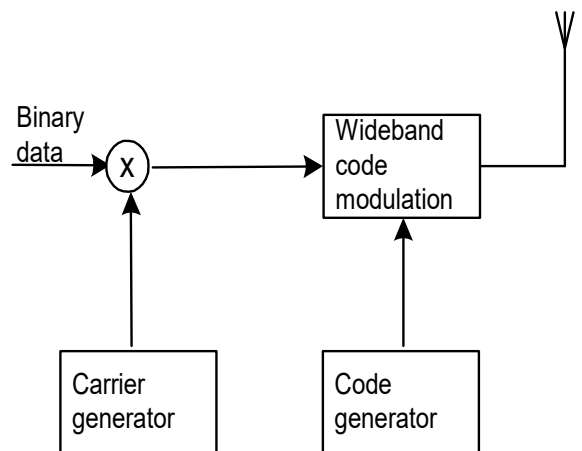 Binary
data
X
Wideband
code
modulation
Carrier
generator
Code
generator